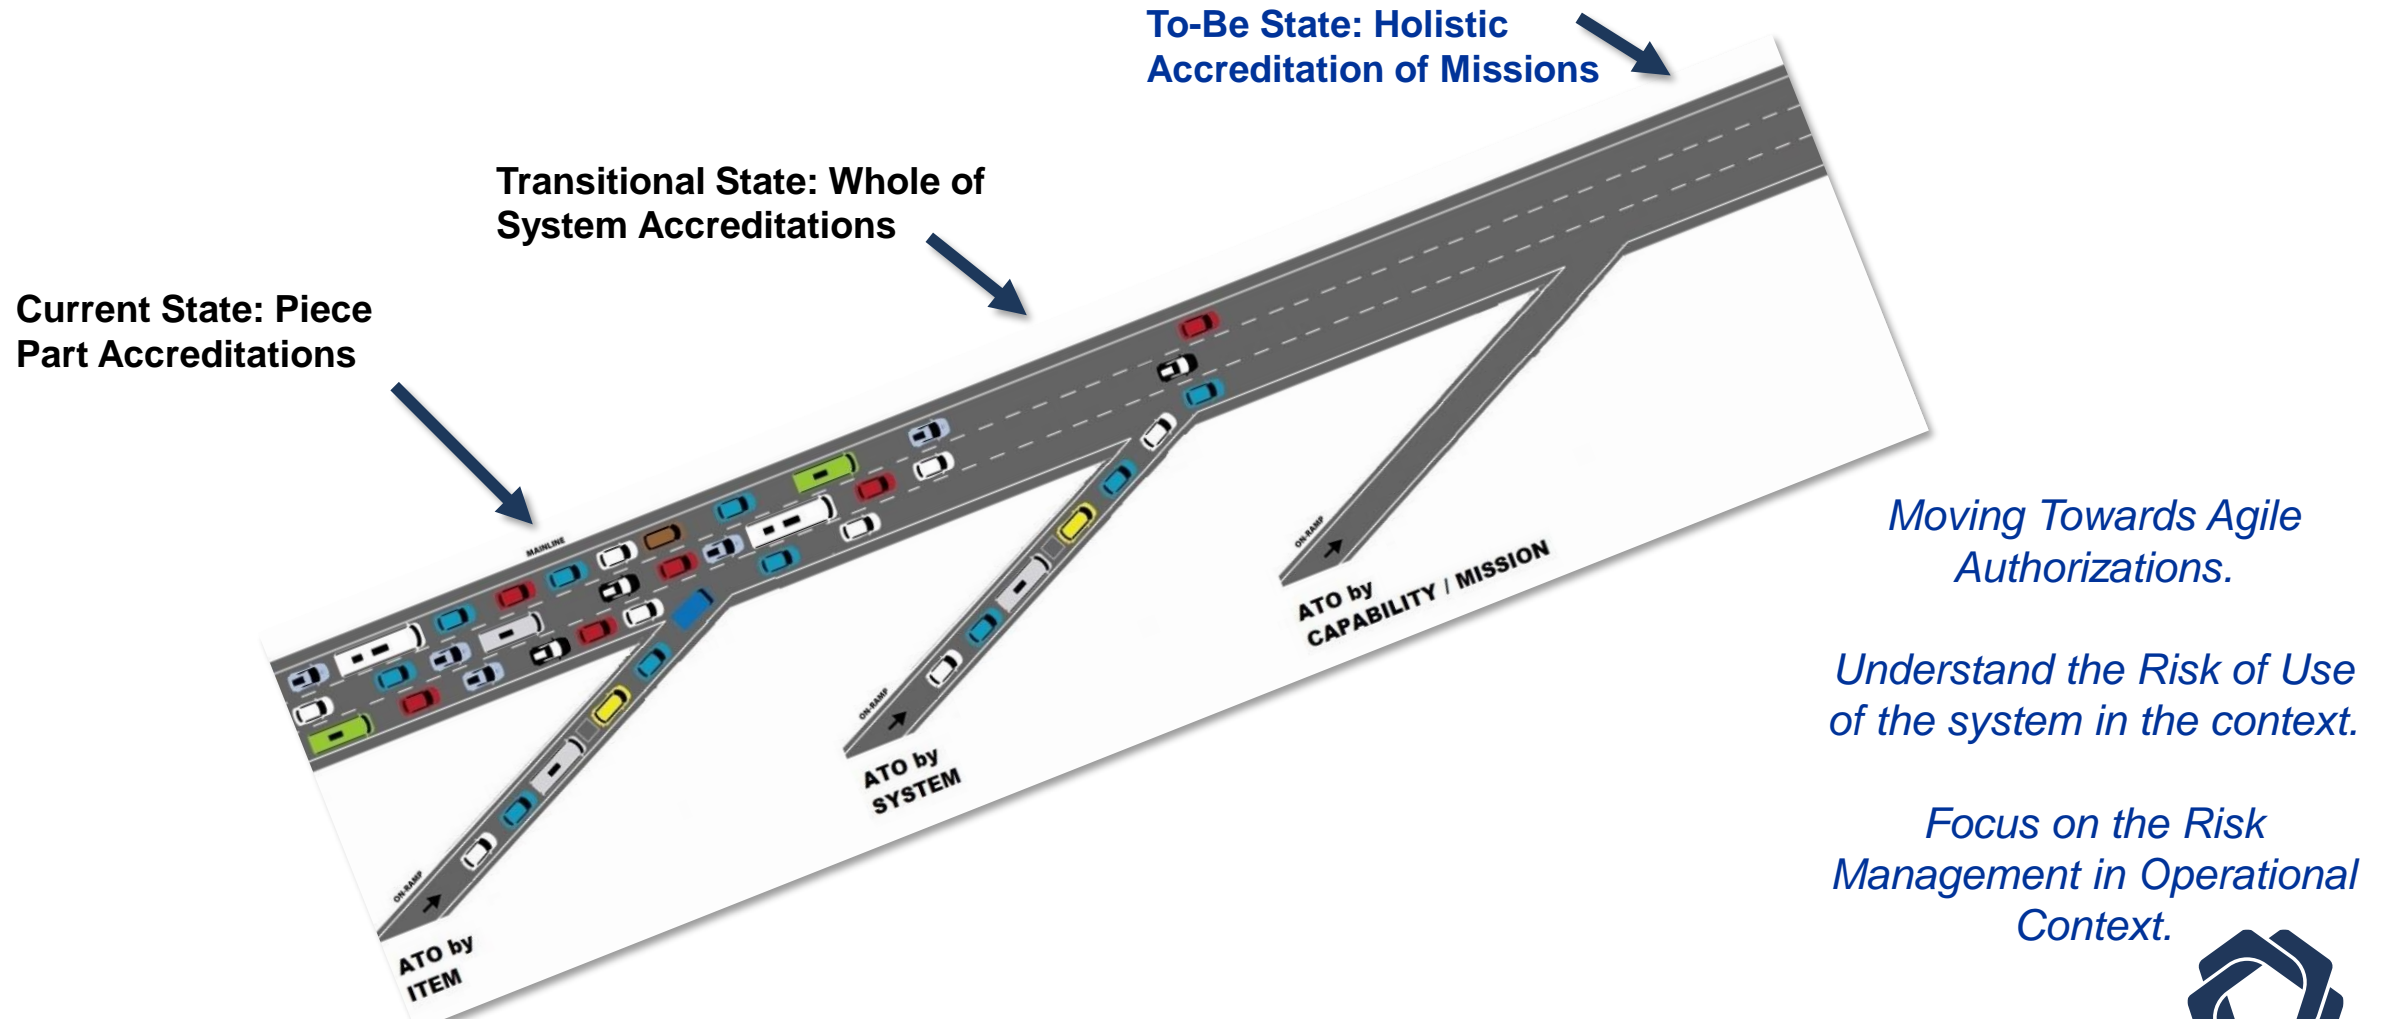 To-Be State: Holistic
Accreditation of Missions
Transitional State: Whole of
System Accreditations
Current State: Piece
Part Accreditations
MAINLINE
ON-RAMP
ATO by
ITEM
ON-RAMP
ATO by
SYSTEM
ON-RAMP
ATO by
CAPABILITY / MISSION
Moving Towards Agile
Authorizations.
Understand the Risk of Use
of the system in the context.
Focus on the Risk
Management in Operational
Context.